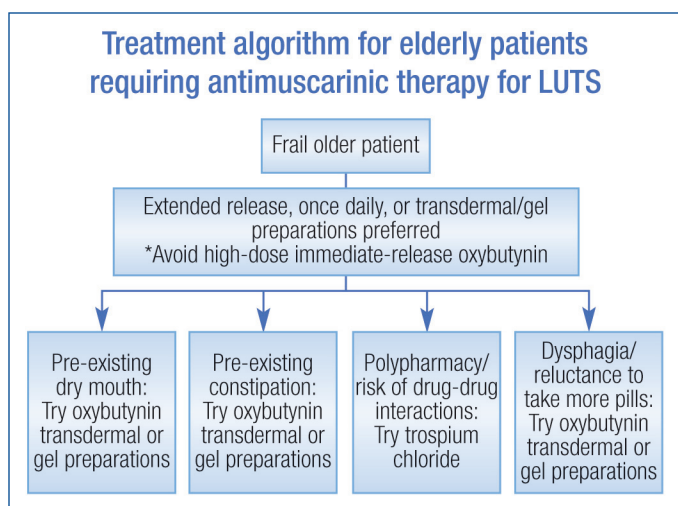 Treatment algorithm for elderly patients
requiring antimuscarinic therapy for LUTS
Frail older patient
Extended release, once daily, or transdermal/gel
preparations preferred
*Avoid high-dose immediate-release oxybutynin
Pre-existing
dry mouth:
Try oxybutynin
transdermal or
gel preparations
Pre-existing
constipation:
Try oxybutynin
transdermal or
gel preparations
Polypharmacy/
risk of drug-drug
interactions:
Try trospium
chloride
Dysphagia/
reluctance to
take more pills:
Try oxybutynin
transdermal or
gel preparations